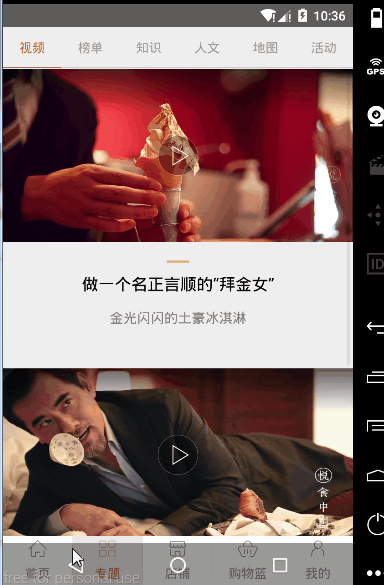 10:36
视频 榜单 知识 人文 地图 活动
GPS
ID
做一个名正言顺的“拜金女”
金光闪闪的土豪冰淇淋
悦
食
中
首页 专题 店铺 购物篮 我的
free for personal use